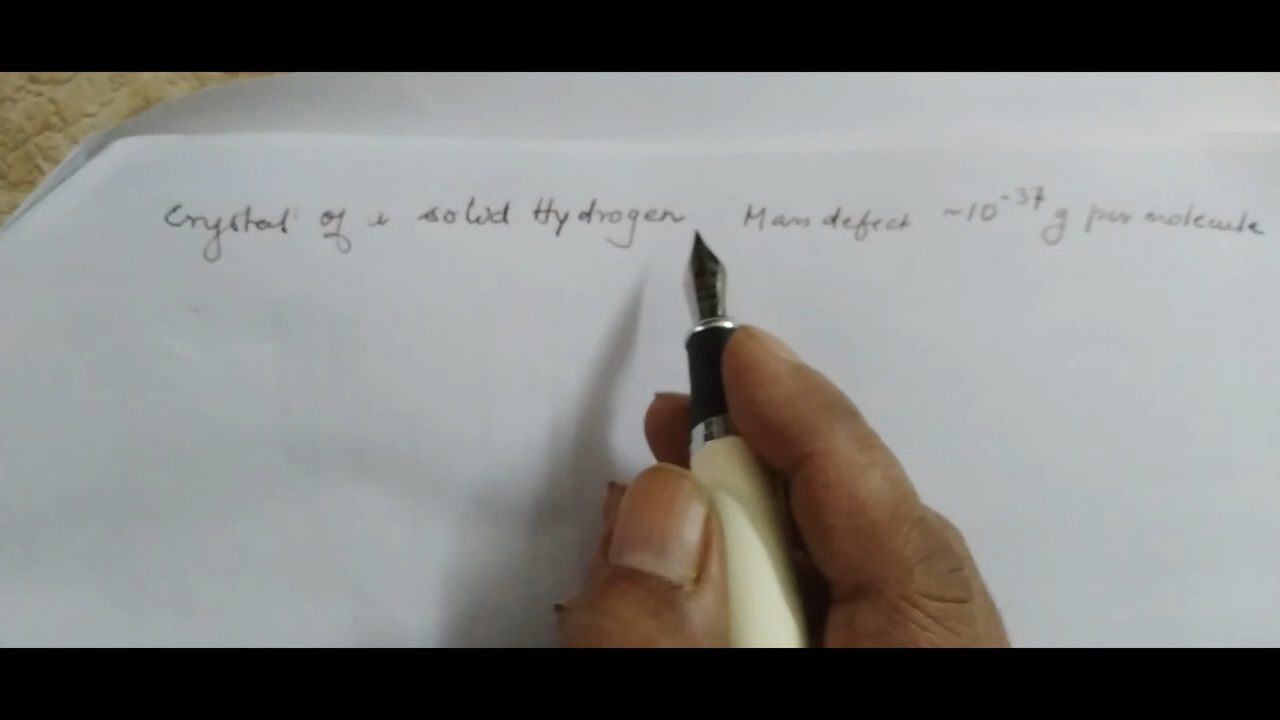 Crystal of solid Hydrogen Mass defect ~10⁻³⁷ g per molecule